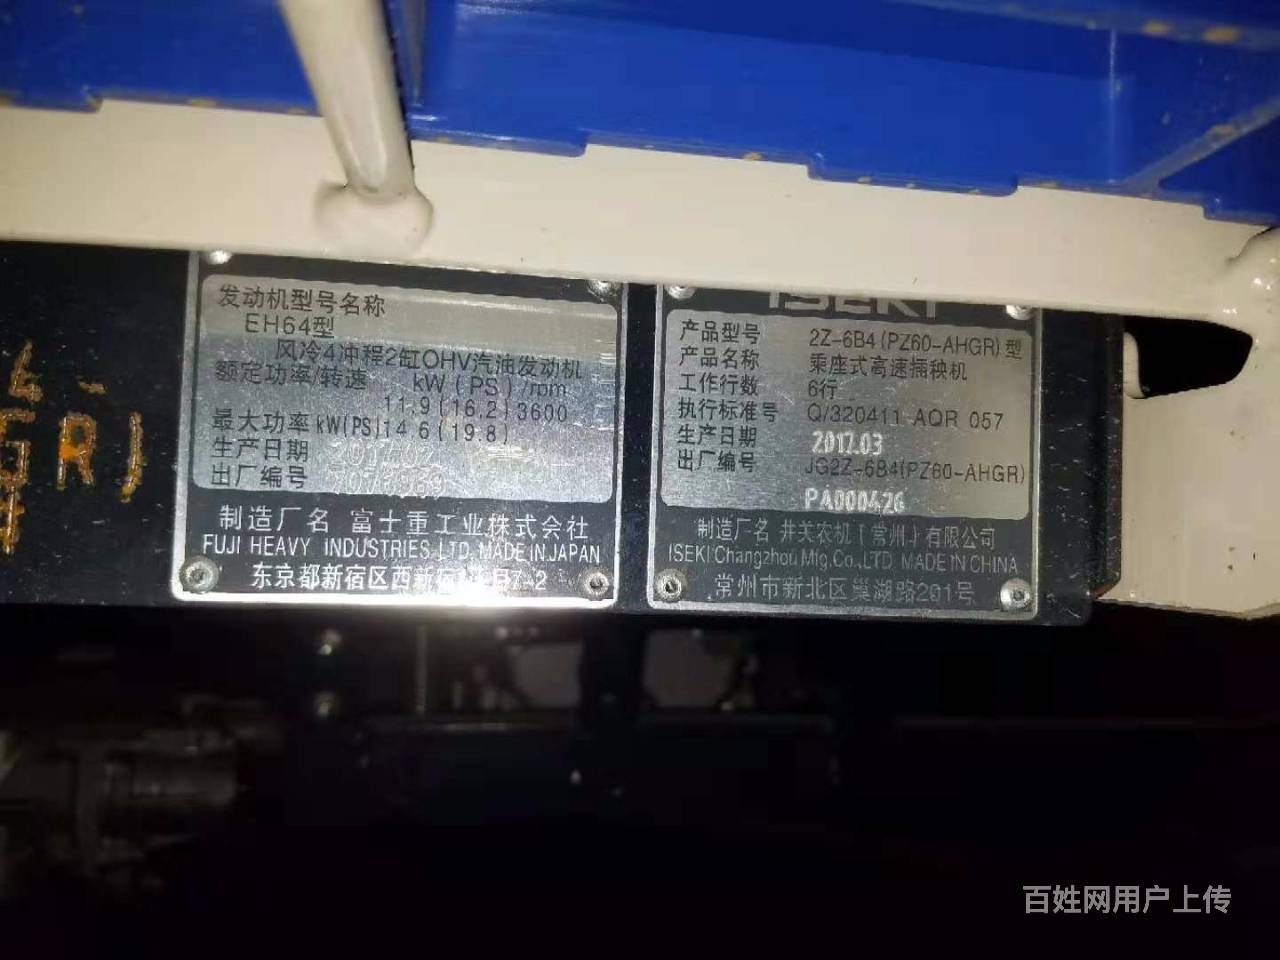 发动机型号名称
EH64型
风冷4冲程2缸OHV汽油发动机
额定功率/转速 kW(PS)/rpm
11.9(16.2)3600
最大功率kW(PS)14.6(19.8)
生产日期
出厂编号
制造厂名 富士重工业株式会社
FUJI HEAVY INDUSTRIES LTD. MADE IN JAPAN
东京都新宿区西新宿 丁目7-2
ISEKI
产品型号 2Z-6B4(PZ60-AHGR)型
产品名称 乘座式高速插秧机
工作行数 6行
执行标准号 Q/320411 AQR 057
生产日期 2017.03
出厂编号 JG2Z-6B4(PZ60-AHGR)
PA000426
制造厂名 井关农机(常州)有限公司
ISEKI Changzhou Mfg.Co.,LTD. MADE IN CHINA
常州市新北区巢湖路201号
GR)
百姓网用户上传